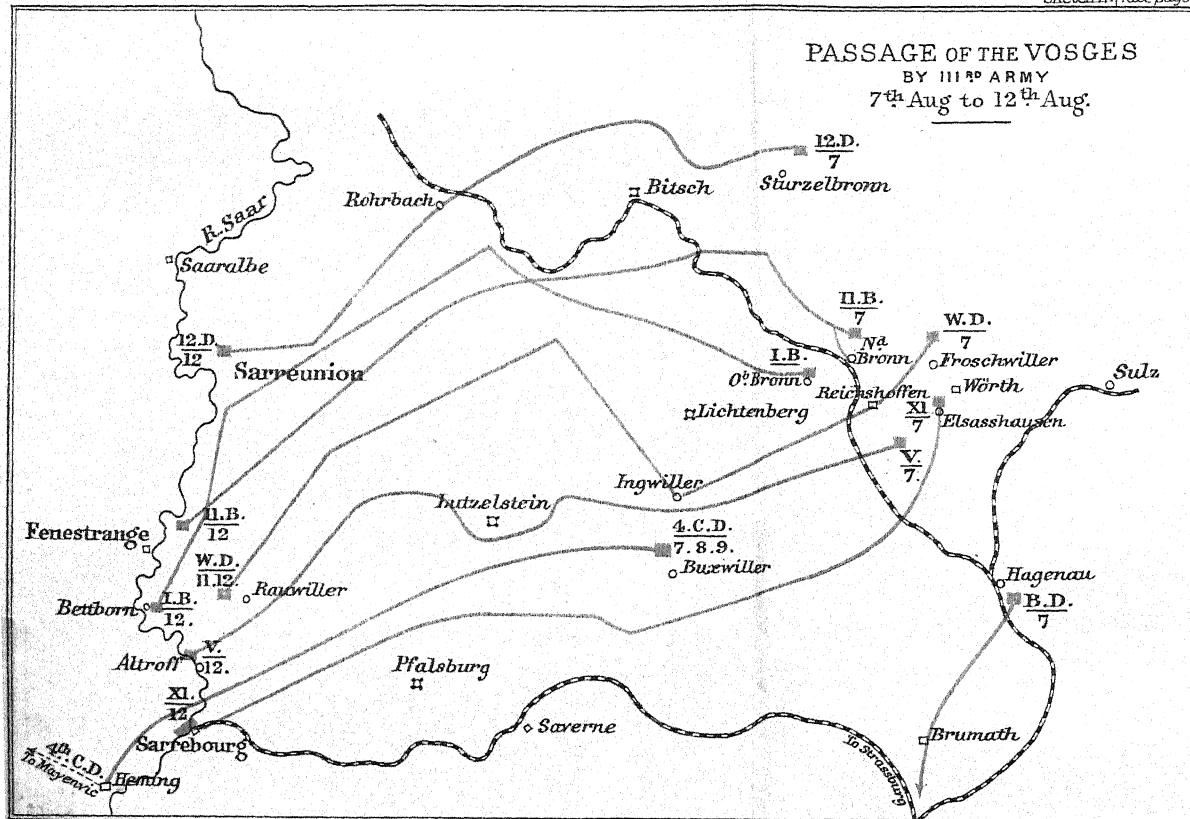 PASSAGE OF THE VOSGES
BY IIIRD ARMY
7th Aug to 12th Aug.
12.D.
7
Sturzelbronn
Bitsch
Rohrbach
R. Saar
Saaralbe
II.B.
7
W.D.
7
12.D.
12
Sarreunion
I.B.
Nd Bronn
Froschwiller
Ob. Bronn
Sulz
Reichshoffen
Wörth
Lichtenberg
XI
7
Elsasshausen
V.
7.
Ingwiller
Lutzelstein
II.B.
12
Fenestrange
4.C.D.
7.8.9.
W.D.
11.12.
Buxwiller
Rauwiller
Hagenau
Bettborn
I.B.
12.
B.D.
7
V.
12.
Altroff
Pfalsburg
XI.
12
Saverne
Sarrebourg
Brumath
To Strassburg
4th C.D.
To Mayenvic
Heming